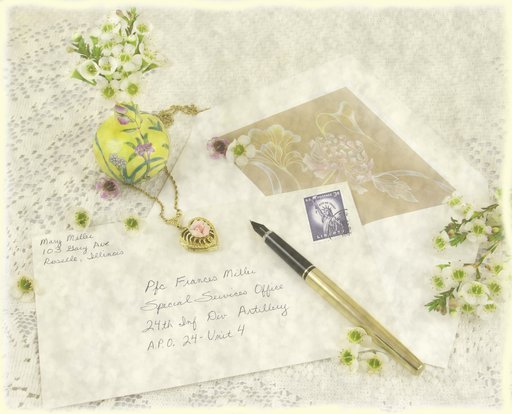 Mary Miller
103 Gary Ave
Roselle, Illinois
Pfc Frances Miller
Special Services Office
24th Inf Div Artillery
A.P.O. 24-Unit 4